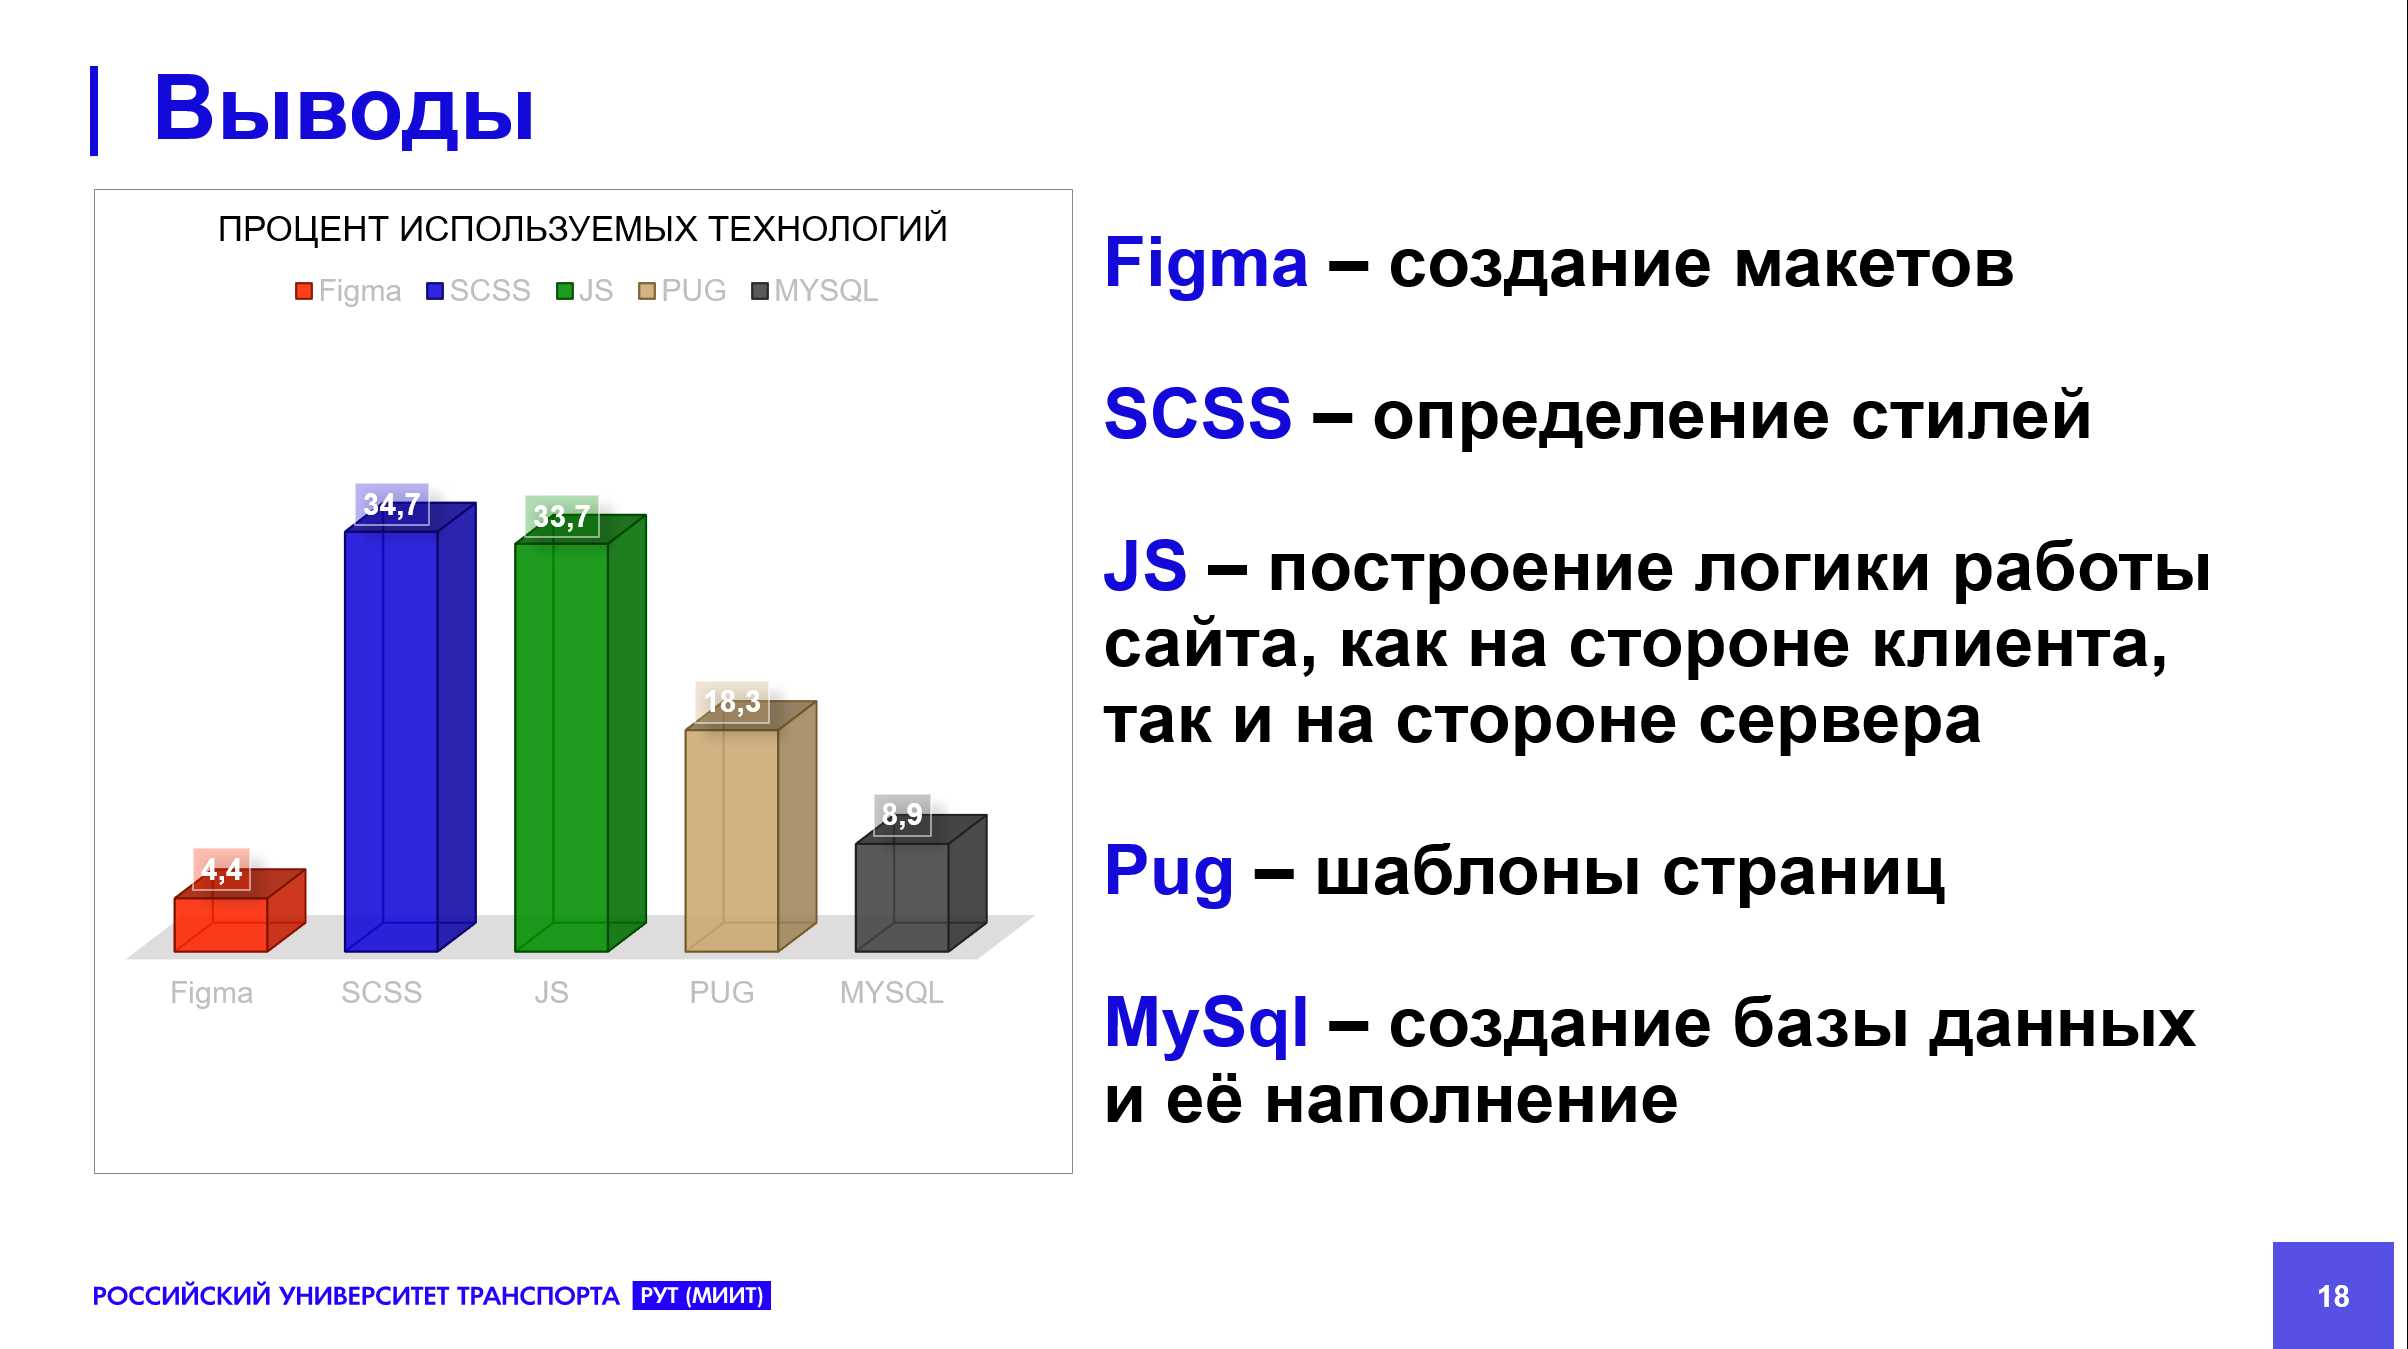 Выводы
ПРОЦЕНТ ИСПОЛЬЗУЕМЫХ ТЕХНОЛОГИЙ
Figma SCSS JS PUG MYSQL
34,7
33,7
18,3
8,9
4,4
Figma SCSS JS PUG MYSQL
Figma – создание макетов
SCSS – определение стилей
JS – построение логики работы
сайта, как на стороне клиента,
так и на стороне сервера
Pug – шаблоны страниц
MySql – создание базы данных
и её наполнение
РОССИЙСКИЙ УНИВЕРСИТЕТ ТРАНСПОРТА РУТ (МИИТ)
18